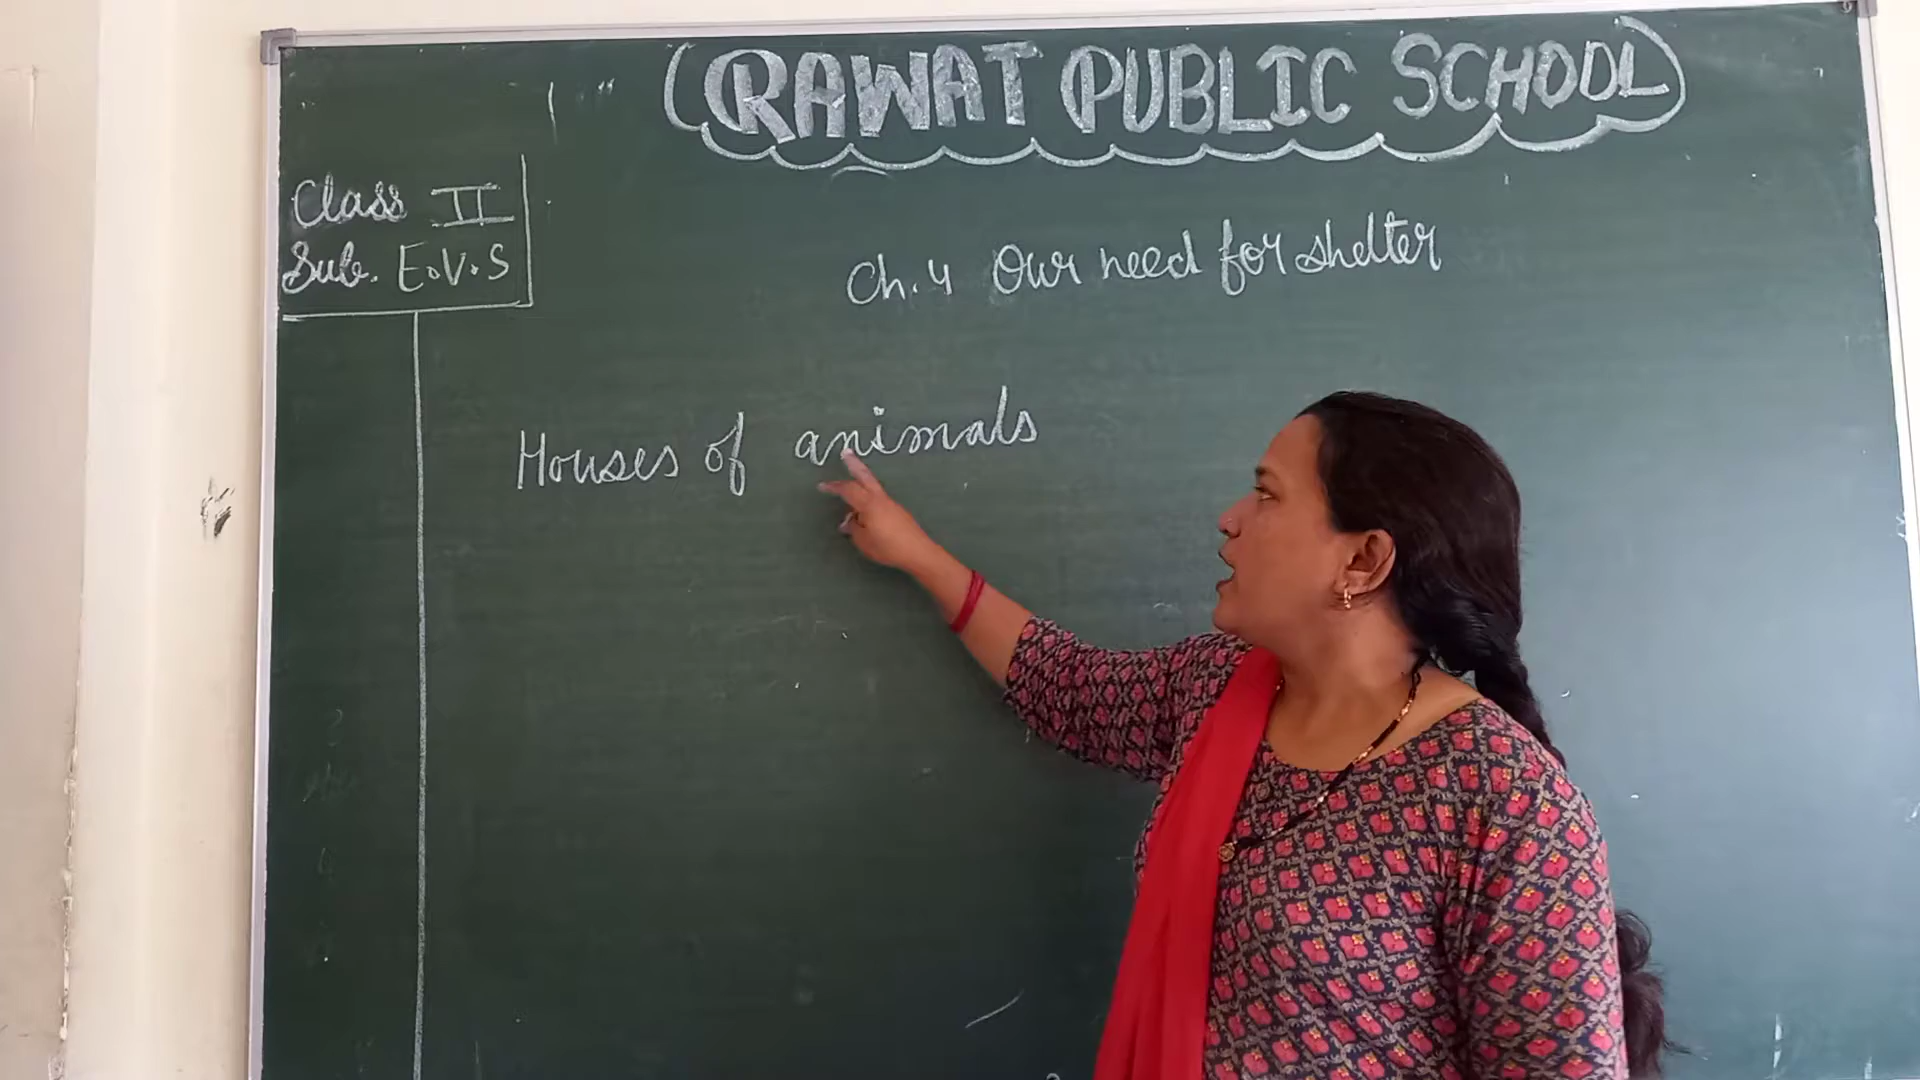 RAWAT PUBLIC SCHOOL
Class II
Sub. E.V.S
Ch. 4 Our need for shelter
Houses of animals